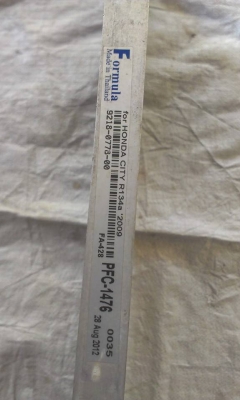 Formula
Made in Thailand
for HONDA CITY R134a '2009
9218-0778-00
FA-428
PFC-1476
0035
28 Aug 2012